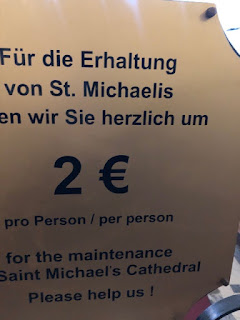 Für die Erhaltung
von St. Michaelis
wir Sie herzlich um
2 €
pro Person / per person
for the maintenance
Saint Michael's Cathedral
Please help us !